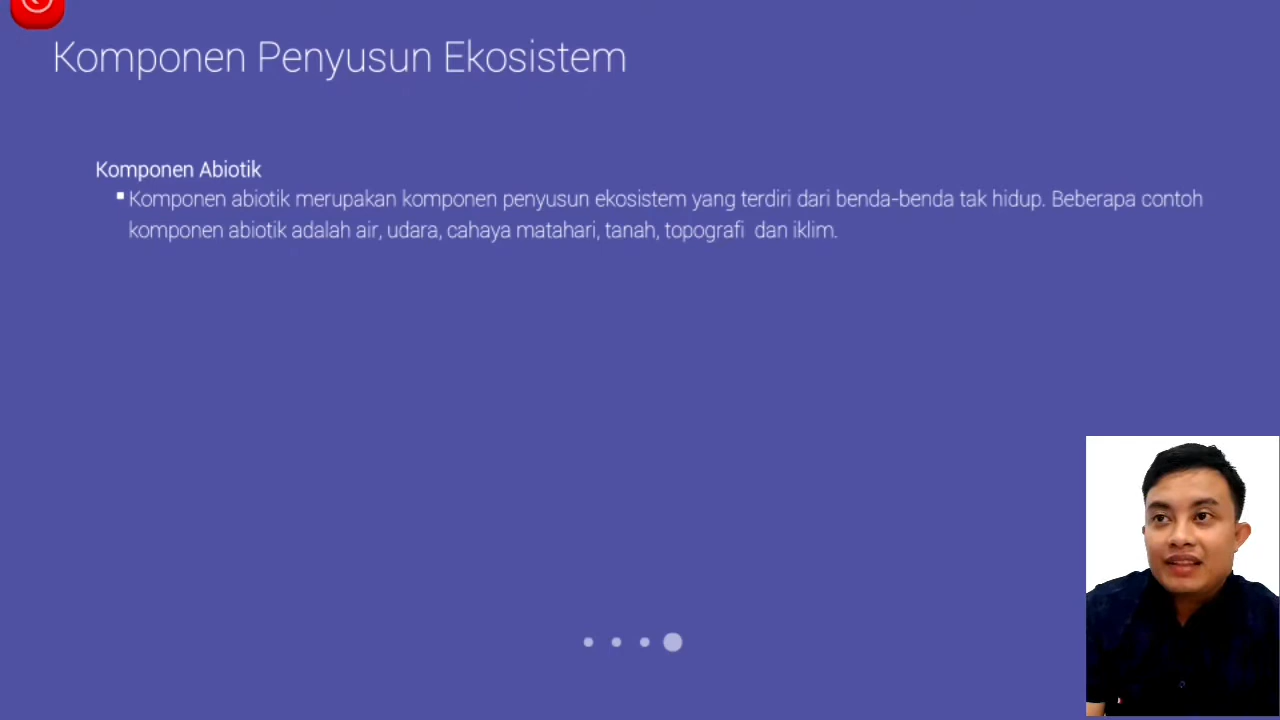 Komponen Penyusun Ekosistem
Komponen Abiotik
Komponen abiotik merupakan komponen penyusun ekosistem yang terdiri dari benda-benda tak hidup. Beberapa contoh
komponen abiotik adalah air, udara, cahaya matahari, tanah, topografi dan iklim.